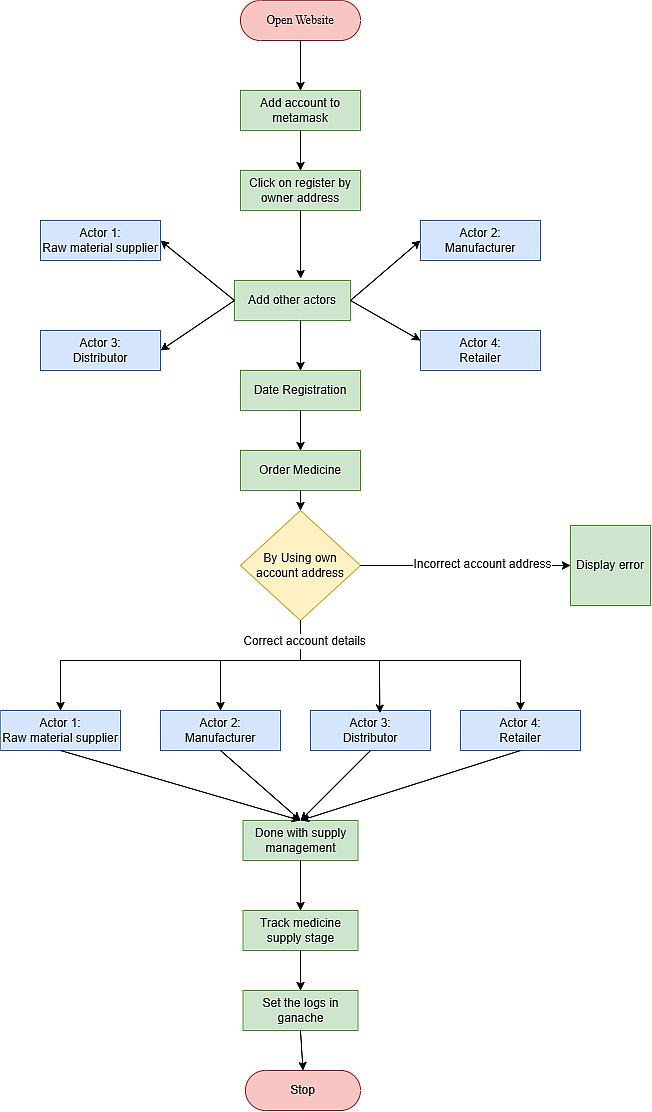 Open Website
Add account to
metamask
Click on register by
owner address
Actor 1:
Raw material supplier
Actor 2:
Manufacturer
Add other actors
Actor 3:
Distributor
Actor 4:
Retailer
Date Registration
Order Medicine
By Using own
account address
Incorrect account address
Display error
Correct account details
Actor 1:
Raw material supplier
Actor 2:
Manufacturer
Actor 3:
Distributor
Actor 4:
Retailer
Done with supply
management
Track medicine
supply stage
Set the logs in
ganache
Stop